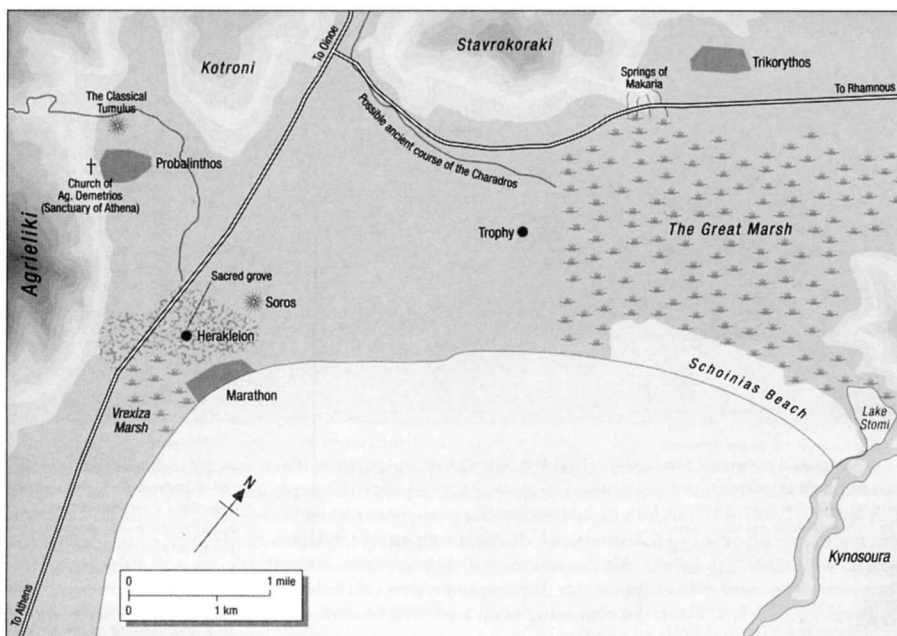 Stavrokoraki
Kotroni
To Oinoe
Trikorythos
Springs of
Makaria
To Rhamnous
The Classical
Tumulus
Possible ancient course of the Charadros
Probalinthos
Church of
Ag. Demetrios
(Sanctuary of Athena)
Agrieliki
Trophy
The Great Marsh
Sacred grove
Soros
Herakleion
Schoinias Beach
Marathon
Vrexiza
Marsh
Lake
Stomi
N
Kynosoura
0
1 mile
0
1 km
To Athens